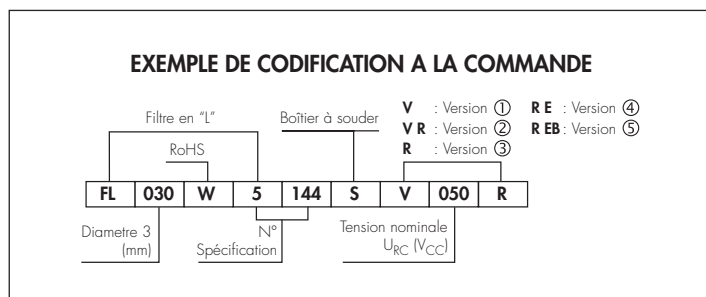 EXEMPLE DE CODIFICATION A LA COMMANDE
Filtre en "L"
Boîtier à souder
V : Version ① R E : Version ④
V R : Version ② R EB : Version ⑤
R : Version ③
RoHS
FL 030 W 5 144 S V 050 R
Diametre 3
(mm)
N°
Spécification
Tension nominale
URC (VCC)